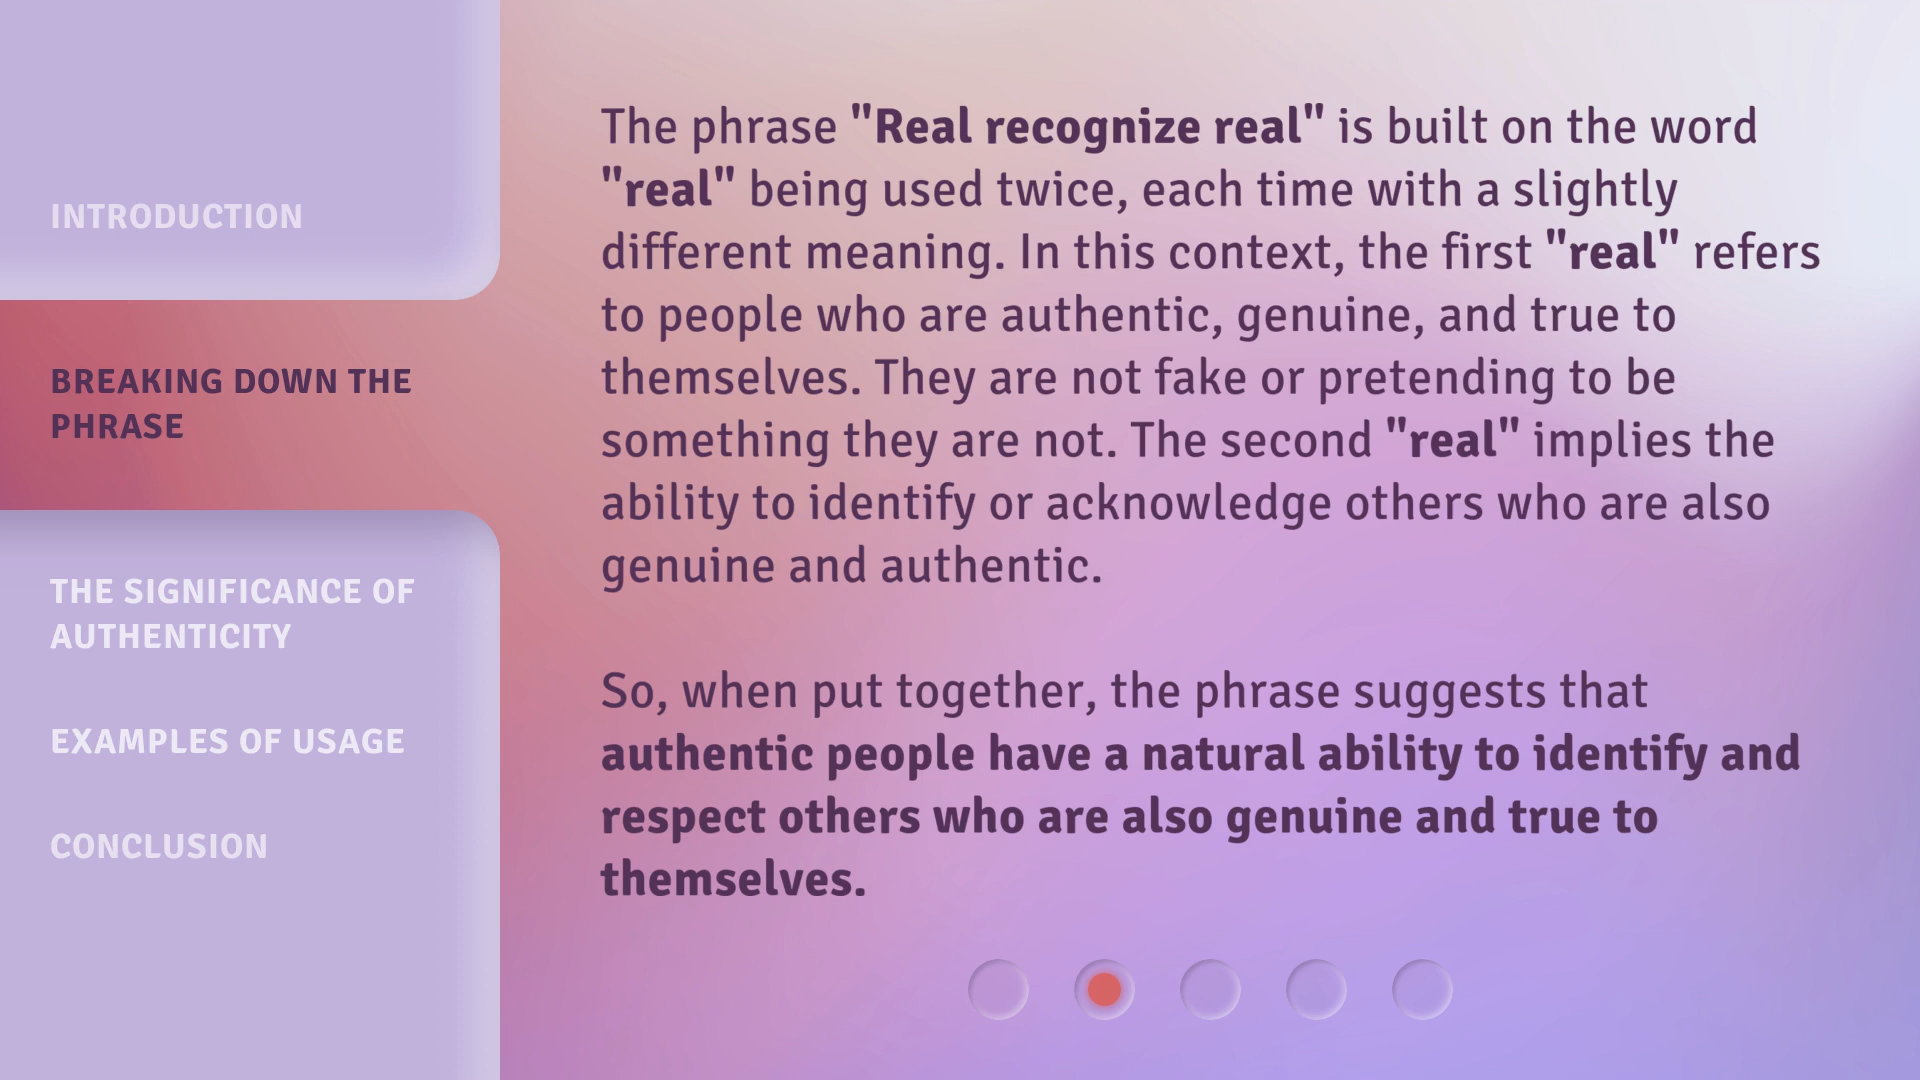 INTRODUCTION
BREAKING DOWN THE
PHRASE
THE SIGNIFICANCE OF
AUTHENTICITY
EXAMPLES OF USAGE
CONCLUSION
The phrase "Real recognize real" is built on the word
"real" being used twice, each time with a slightly
different meaning. In this context, the first "real" refers
to people who are authentic, genuine, and true to
themselves. They are not fake or pretending to be
something they are not. The second "real" implies the
ability to identify or acknowledge others who are also
genuine and authentic.
So, when put together, the phrase suggests that
authentic people have a natural ability to identify and
respect others who are also genuine and true to
themselves.